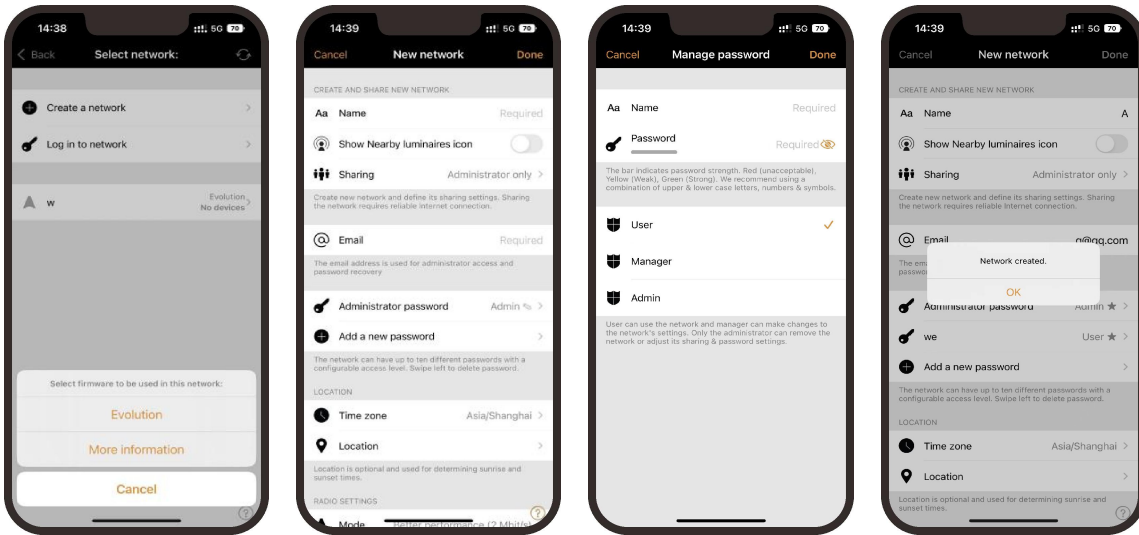 14:38
5G 70
Back
Select network:
Create a network
Log in to network
w
Evolution
No devices
Select firmware to be used in this network:
Evolution
More information
Cancel
?
14:39
5G 70
Cancel
New network
Done
CREATE AND SHARE NEW NETWORK
Aa Name Required
Show Nearby luminaires icon
Sharing Administrator only
Create new network and define its sharing settings. Sharing
the network requires reliable Internet connection.
@ Email Required
The email address is used for administrator access and
password recovery
Administrator password Admin
Add a new password
The network can have up to ten different passwords with a
configurable access level. Swipe left to delete password.
LOCATION
Time zone Asia/Shanghai
Location
Location is optional and used for determining sunrise and
sunset times.
RADIO SETTINGS
?
Mode Better performance (2 Mbit/s)
14:39
5G 70
Cancel
Manage password
Done
Aa Name Required
Password Required
The bar indicates password strength. Red (unacceptable),
Yellow (Weak), Green (Strong). We recommend using a
combination of upper & lower case letters, numbers & symbols.
User
Manager
Admin
User can use the network and manager can make changes to
the network's settings. Only the administrator can remove the
network or adjust its sharing & password settings.
14:39
5G 70
Cancel
New network
Done
CREATE AND SHARE NEW NETWORK
Aa Name A
Show Nearby luminaires icon
Sharing Administrator only
Create new network and define its sharing settings. Sharing
the network requires reliable Internet connection.
@ Email q@qq.com
The ema
passwo
Network created.
OK
Administrator password Admin
we User
Add a new password
The network can have up to ten different passwords with a
configurable access level. Swipe left to delete password.
LOCATION
Time zone Asia/Shanghai
Location
Location is optional and used for determining sunrise and
sunset times.
?